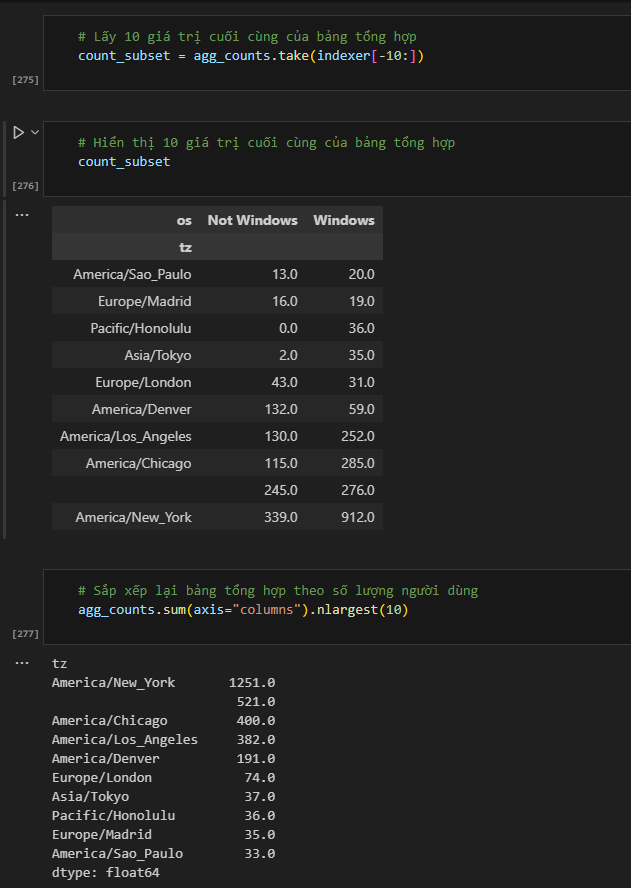 # Lấy 10 giá trị cuối cùng của bảng tổng hợp
count_subset = agg_counts.take(indexer[-10:])
[275]
# Hiển thị 10 giá trị cuối cùng của bảng tổng hợp
count_subset
[276]
...
os Not Windows Windows
tz
America/Sao_Paulo 13.0 20.0
Europe/Madrid 16.0 19.0
Pacific/Honolulu 0.0 36.0
Asia/Tokyo 2.0 35.0
Europe/London 43.0 31.0
America/Denver 132.0 59.0
America/Los_Angeles 130.0 252.0
America/Chicago 115.0 285.0
245.0 276.0
America/New_York 339.0 912.0
# Sắp xếp lại bảng tổng hợp theo số lượng người dùng
agg_counts.sum(axis="columns").nlargest(10)
[277]
...
tz
America/New_York 1251.0
521.0
America/Chicago 400.0
America/Los_Angeles 382.0
America/Denver 191.0
Europe/London 74.0
Asia/Tokyo 37.0
Pacific/Honolulu 36.0
Europe/Madrid 35.0
America/Sao_Paulo 33.0
dtype: float64